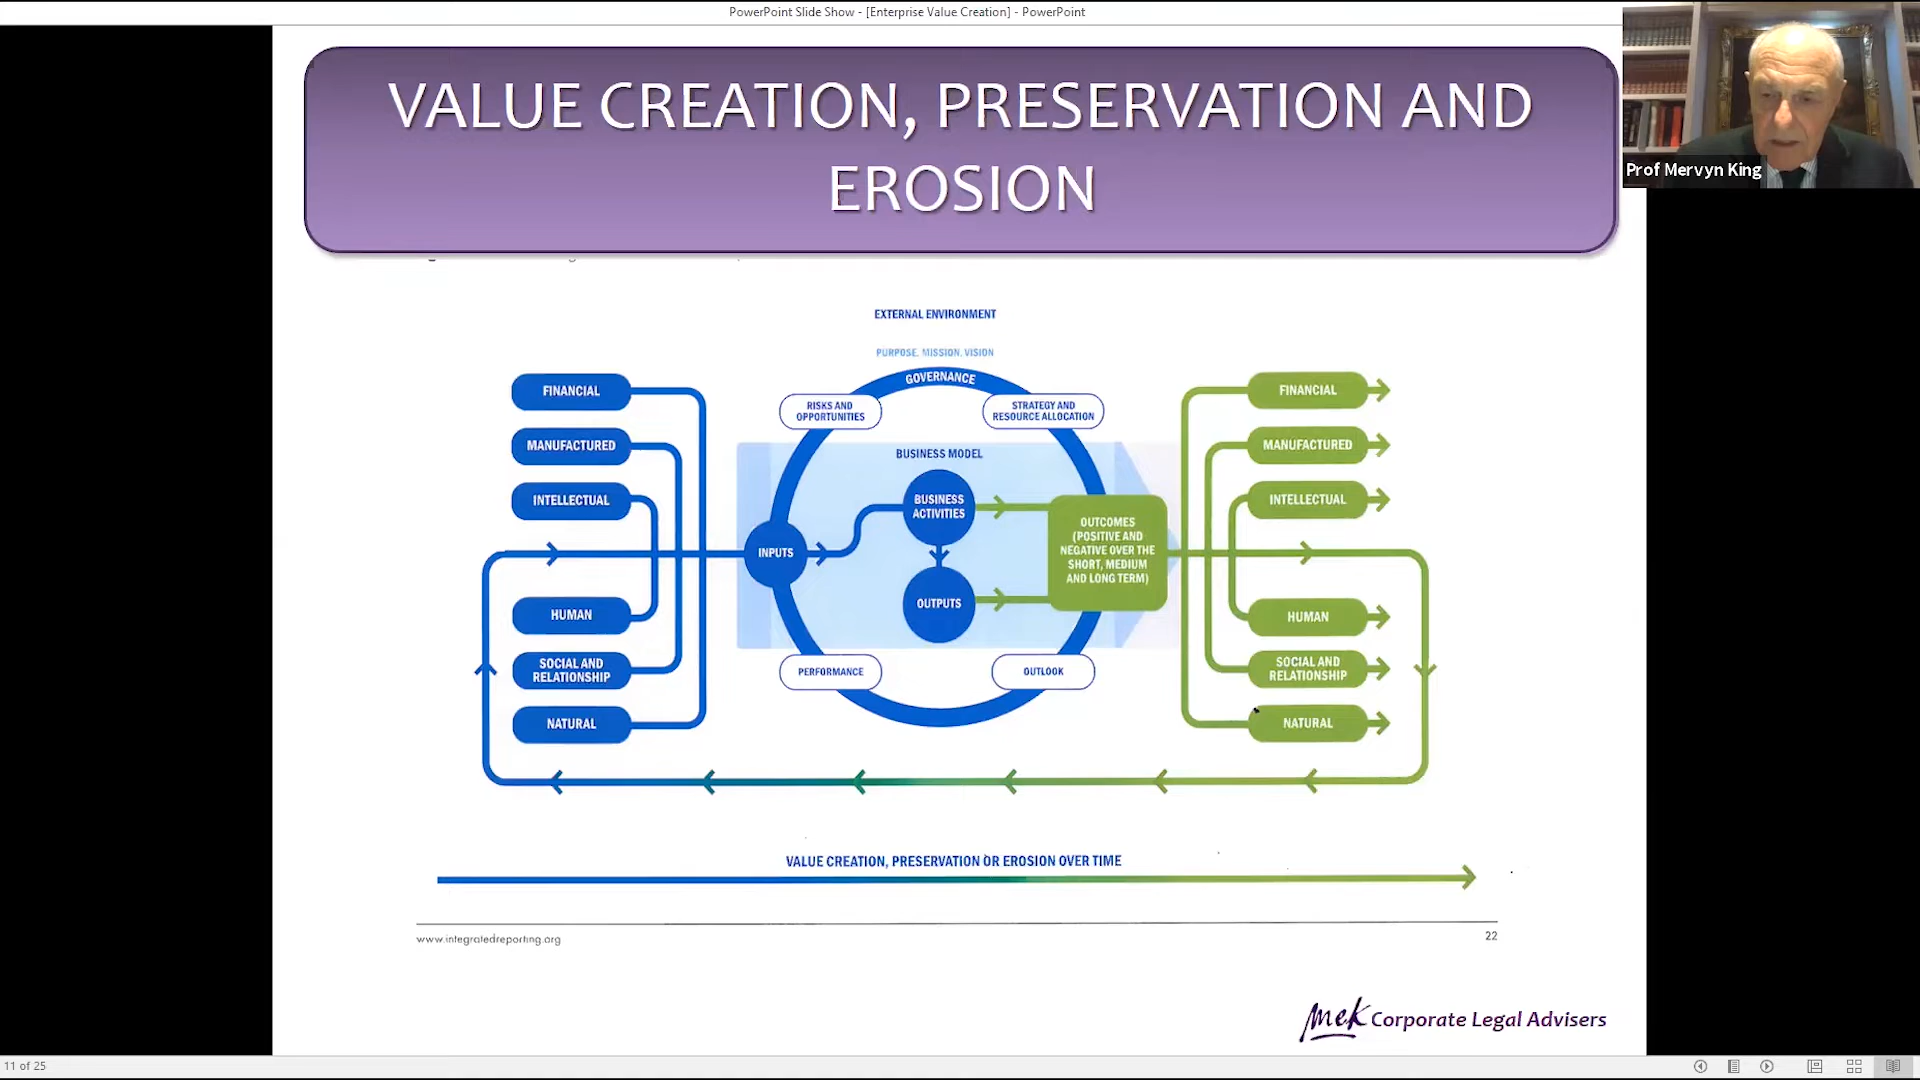 PowerPoint Slide Show - [Enterprise Value Creation] - PowerPoint
VALUE CREATION, PRESERVATION AND
EROSION
Prof Mervyn King
EXTERNAL ENVIRONMENT
PURPOSE, MISSION, VISION
GOVERNANCE
RISKS AND
OPPORTUNITIES
STRATEGY AND
RESOURCE ALLOCATION
BUSINESS MODEL
FINANCIAL
MANUFACTURED
INTELLECTUAL
HUMAN
SOCIAL AND
RELATIONSHIP
NATURAL
INPUTS
BUSINESS
ACTIVITIES
OUTPUTS
OUTCOMES
(POSITIVE AND
NEGATIVE OVER THE
SHORT, MEDIUM
AND LONG TERM)
PERFORMANCE
OUTLOOK
FINANCIAL
MANUFACTURED
INTELLECTUAL
HUMAN
SOCIAL AND
RELATIONSHIP
NATURAL
VALUE CREATION, PRESERVATION OR EROSION OVER TIME
www.integratedreporting.org
22
mek Corporate Legal Advisers
11 of 25